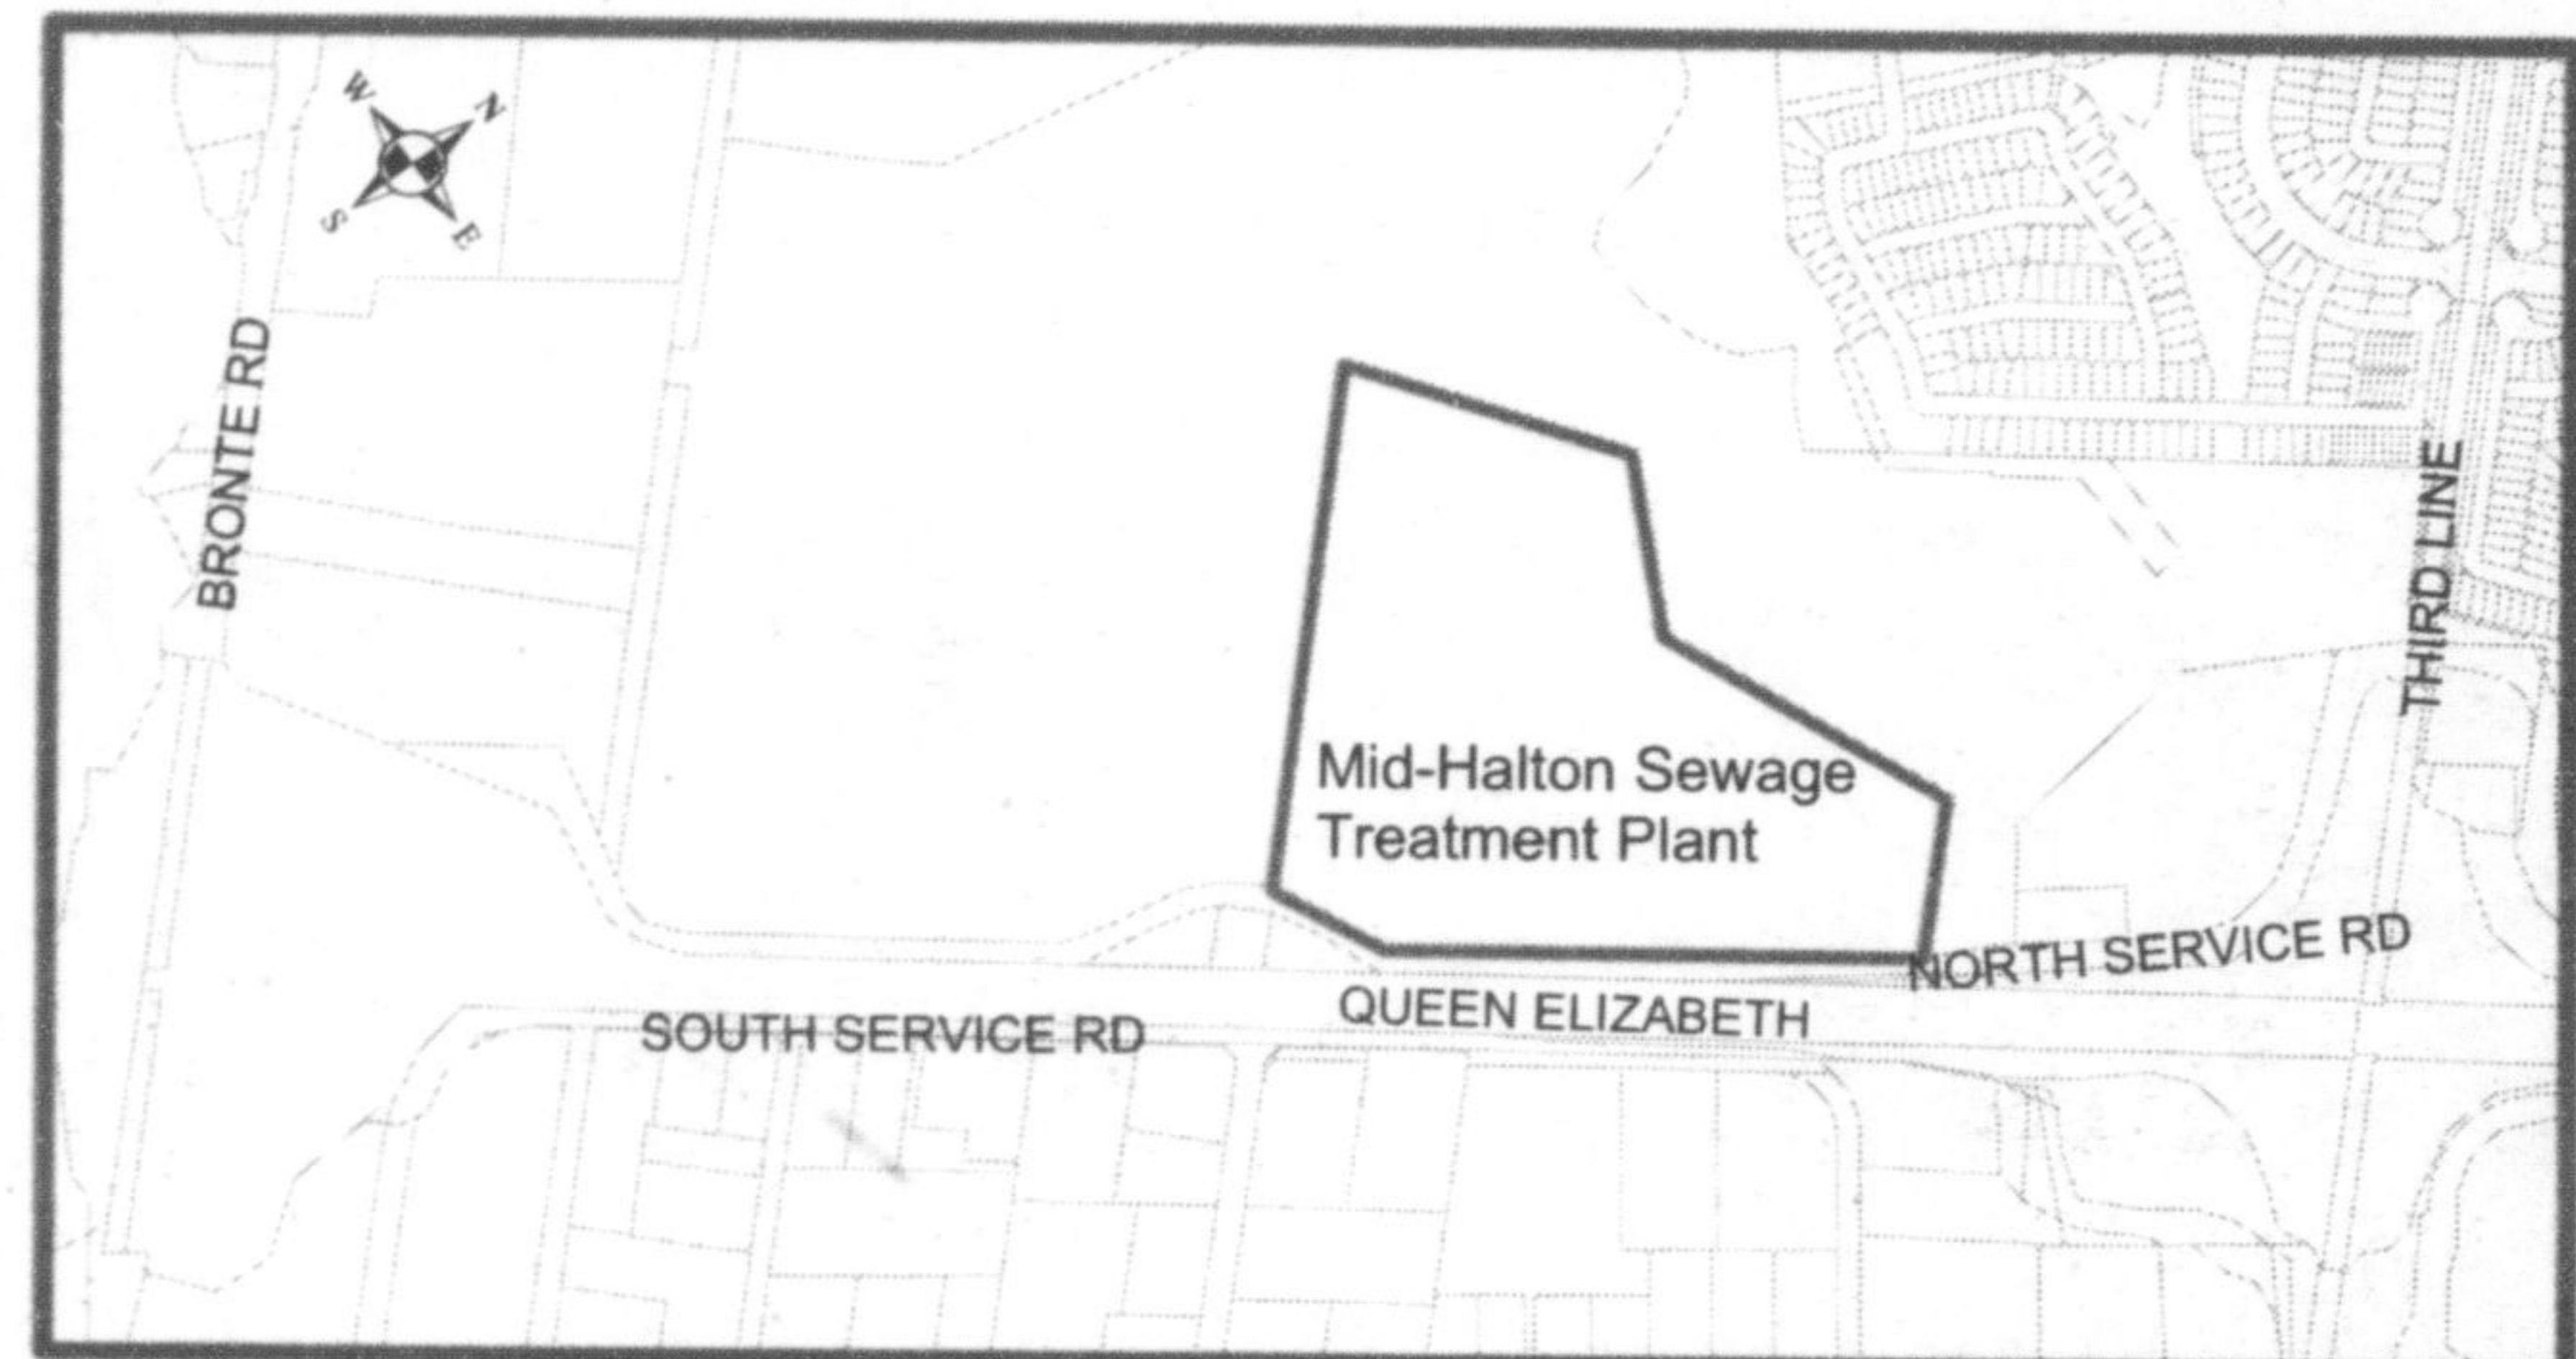 W
N
S
E
BRONTE RD
THIRD LINE
Mid-Halton Sewage
Treatment Plant
NORTH SERVICE RD
QUEEN ELIZABETH
SOUTH SERVICE RD